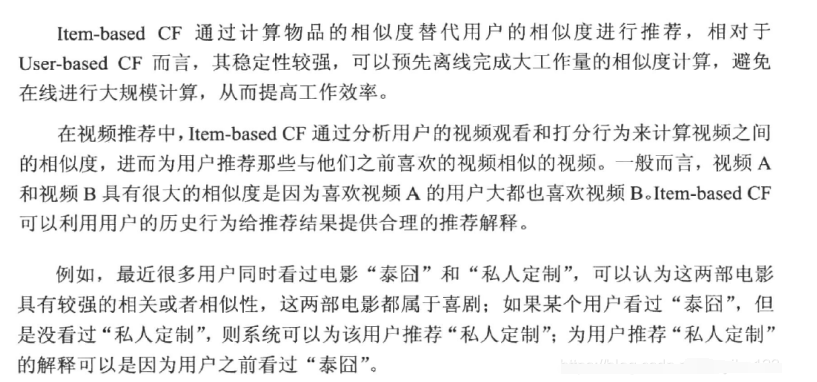 Item-based CF 通过计算物品的相似度替代用户的相似度进行推荐，相对于
User-based CF 而言，其稳定性较强，可以预先离线完成大工作量的相似度计算，避免
在线进行大规模计算，从而提高工作效率。
在视频推荐中，Item-based CF 通过分析用户的视频观看和打分行为来计算视频之间
的相似度，进而为用户推荐那些与他们之前喜欢的视频相似的视频。一般而言，视频 A
和视频 B 具有很大的相似度是因为喜欢视频 A 的用户大都也喜欢视频 B。Item-based CF
可以利用用户的历史行为给推荐结果提供合理的推荐解释。
例如，最近很多用户同时看过电影“泰囧”和“私人定制”，可以认为这两部电影
具有较强的相关或者相似性，这两部电影都属于喜剧；如果某个用户看过“泰囧”，但
是没看过“私人定制”，则系统可以为该用户推荐“私人定制”；为用户推荐“私人定制”
的解释可以是因为用户之前看过“泰囧”。